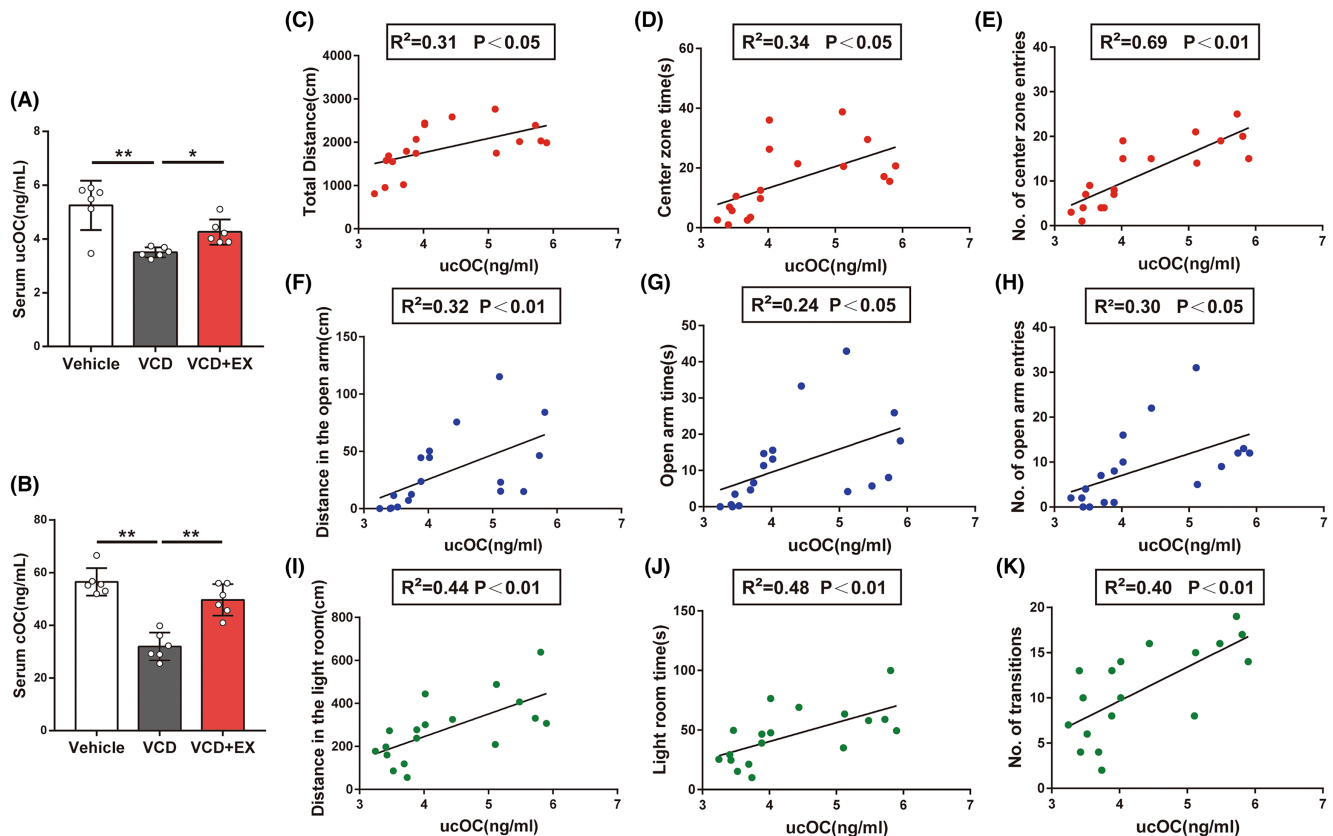 (A)
Serum ucOC(ng/mL)
8
6
4
2
0
**
*
Vehicle
VCD
VCD+EX
(B)
Serum cOC(ng/mL)
80
60
40
20
0
**
**
Vehicle
VCD
VCD+EX
(C)
R²=0.31 P<0.05
Total Distance(cm)
4000
3000
2000
1000
0
3 4 5 6 7
ucOC(ng/ml)
(D)
R²=0.34 P<0.05
Center zone time(s)
60
40
20
0
3 4 5 6 7
ucOC(ng/ml)
(E)
R²=0.69 P<0.01
No. of center zone entries
40
30
20
10
0
3 4 5 6 7
ucOC(ng/ml)
(F)
R²=0.32 P<0.01
Distance in the open arm(cm)
150
100
50
0
3 4 5 6 7
ucOC(ng/ml)
(G)
R²=0.24 P<0.05
Open arm time(s)
50
40
30
20
10
0
3 4 5 6 7
ucOC(ng/ml)
(H)
R²=0.30 P<0.05
No. of open arm entries
40
30
20
10
0
3 4 5 6 7
ucOC(ng/ml)
(I)
R²=0.44 P<0.01
Distance in the light room(cm)
800
600
400
200
0
3 4 5 6 7
ucOC(ng/ml)
(J)
R²=0.48 P<0.01
Light room time(s)
150
100
50
0
3 4 5 6 7
ucOC(ng/ml)
(K)
R²=0.40 P<0.01
No. of transitions
20
15
10
5
0
3 4 5 6 7
ucOC(ng/ml)